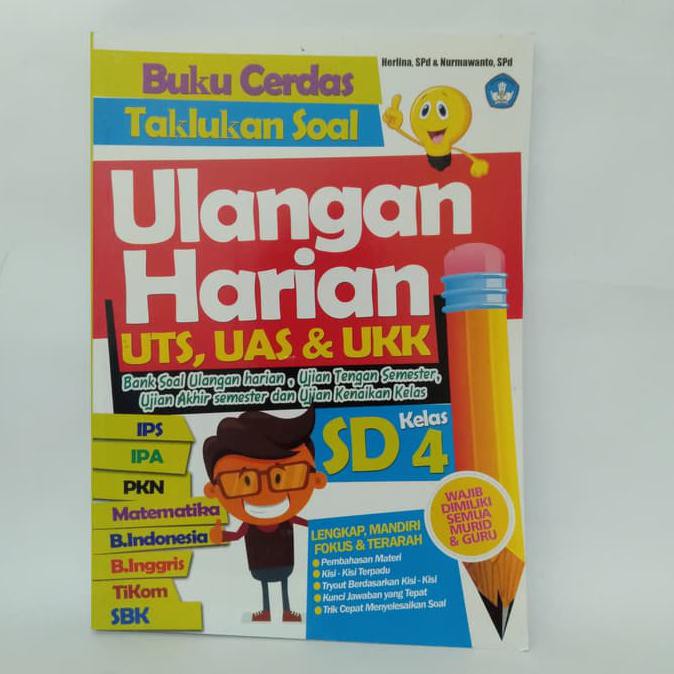 Herlina, SPd & Nurmawanto, SPd
Buku Cerdas
Taklukan Soal
Ulangan
Harian
UTS, UAS & UKK
Bank Soal Ulangan harian , Ujian Tengan Semester,
Ujian Akhir semester dan Ujian Kenaikan Kelas
SD Kelas 4
IPS
IPA
PKN
Matematika
B.Indonesia
B.Inggris
TiKom
SBK
LENGKAP, MANDIRI
FOKUS & TERARAH
• Pembahasan Materi
• Kisi - Kisi Terpadu
• Tryout Berdasarkan Kisi - Kisi
• Kunci Jawaban yang Tepat
• Trik Cepat Menyelesaikan Soal
WAJIB
DIMILIKI
SEMUA
MURID
& GURU